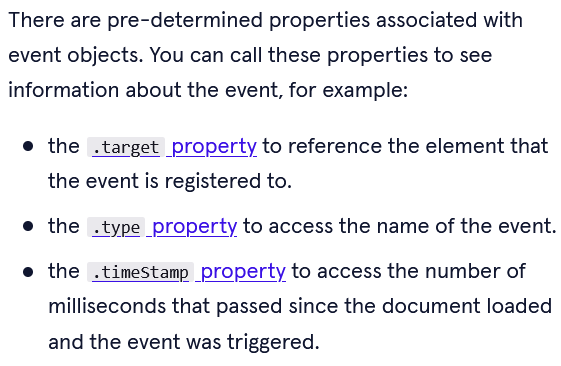 There are pre-determined properties associated with
event objects. You can call these properties to see
information about the event, for example:
• the .target property to reference the element that
the event is registered to.
• the .type property to access the name of the event.
• the .timeStamp property to access the number of
milliseconds that passed since the document loaded
and the event was triggered.